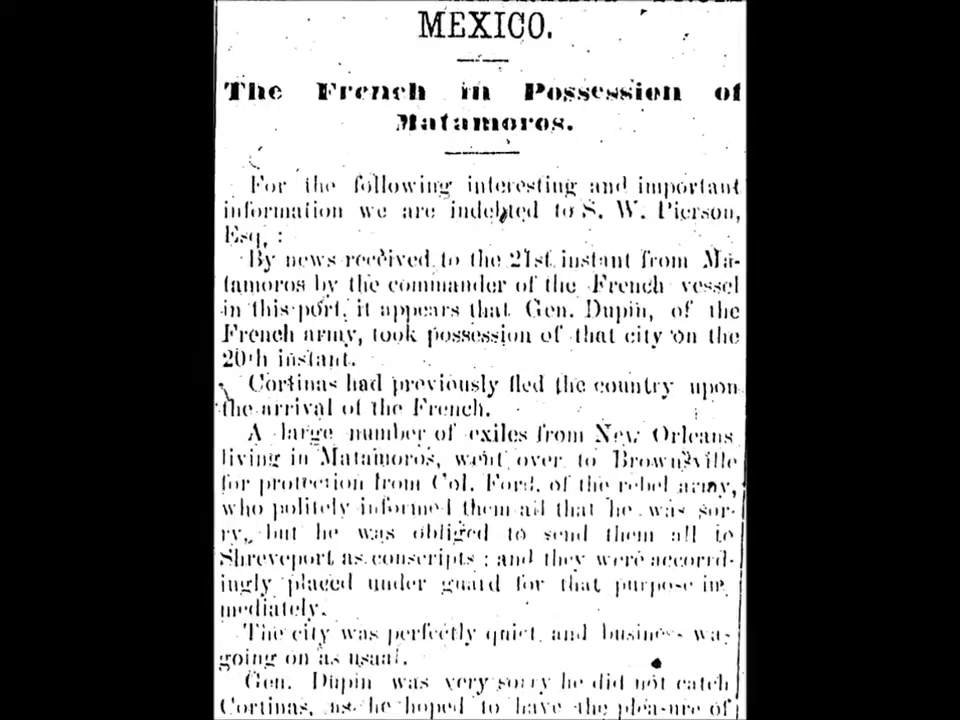 MEXICO.
The French in Possession of
Matamoros.
For the following interesting and important
information we are indebted to S. W. Pierson,
Esq, :
By news received to the 21st instant from Ma-
tamoros by the commander of the French vessel
in this port, it appears that Gen. Dupin, of the
French army, took possession of that city on the
20th instant.
Cortinas had previously fled the country upon
the arrival of the French.
A large number of exiles from New Orleans
living in Matamoros, went over to Brownsville
for protection from Col. Ford, of the rebel army,
who politely informed them all that he was sor-
ry, but he was obliged to send them all to
Shreveport as conscripts ; and they were accord-
ingly placed under guard for that purpose im
mediately.
The city was perfectly quiet and business was
going on as usual.
Gen. Dupin was very sorry he did not catch
Cortinas, as he hoped to have the pleasure of